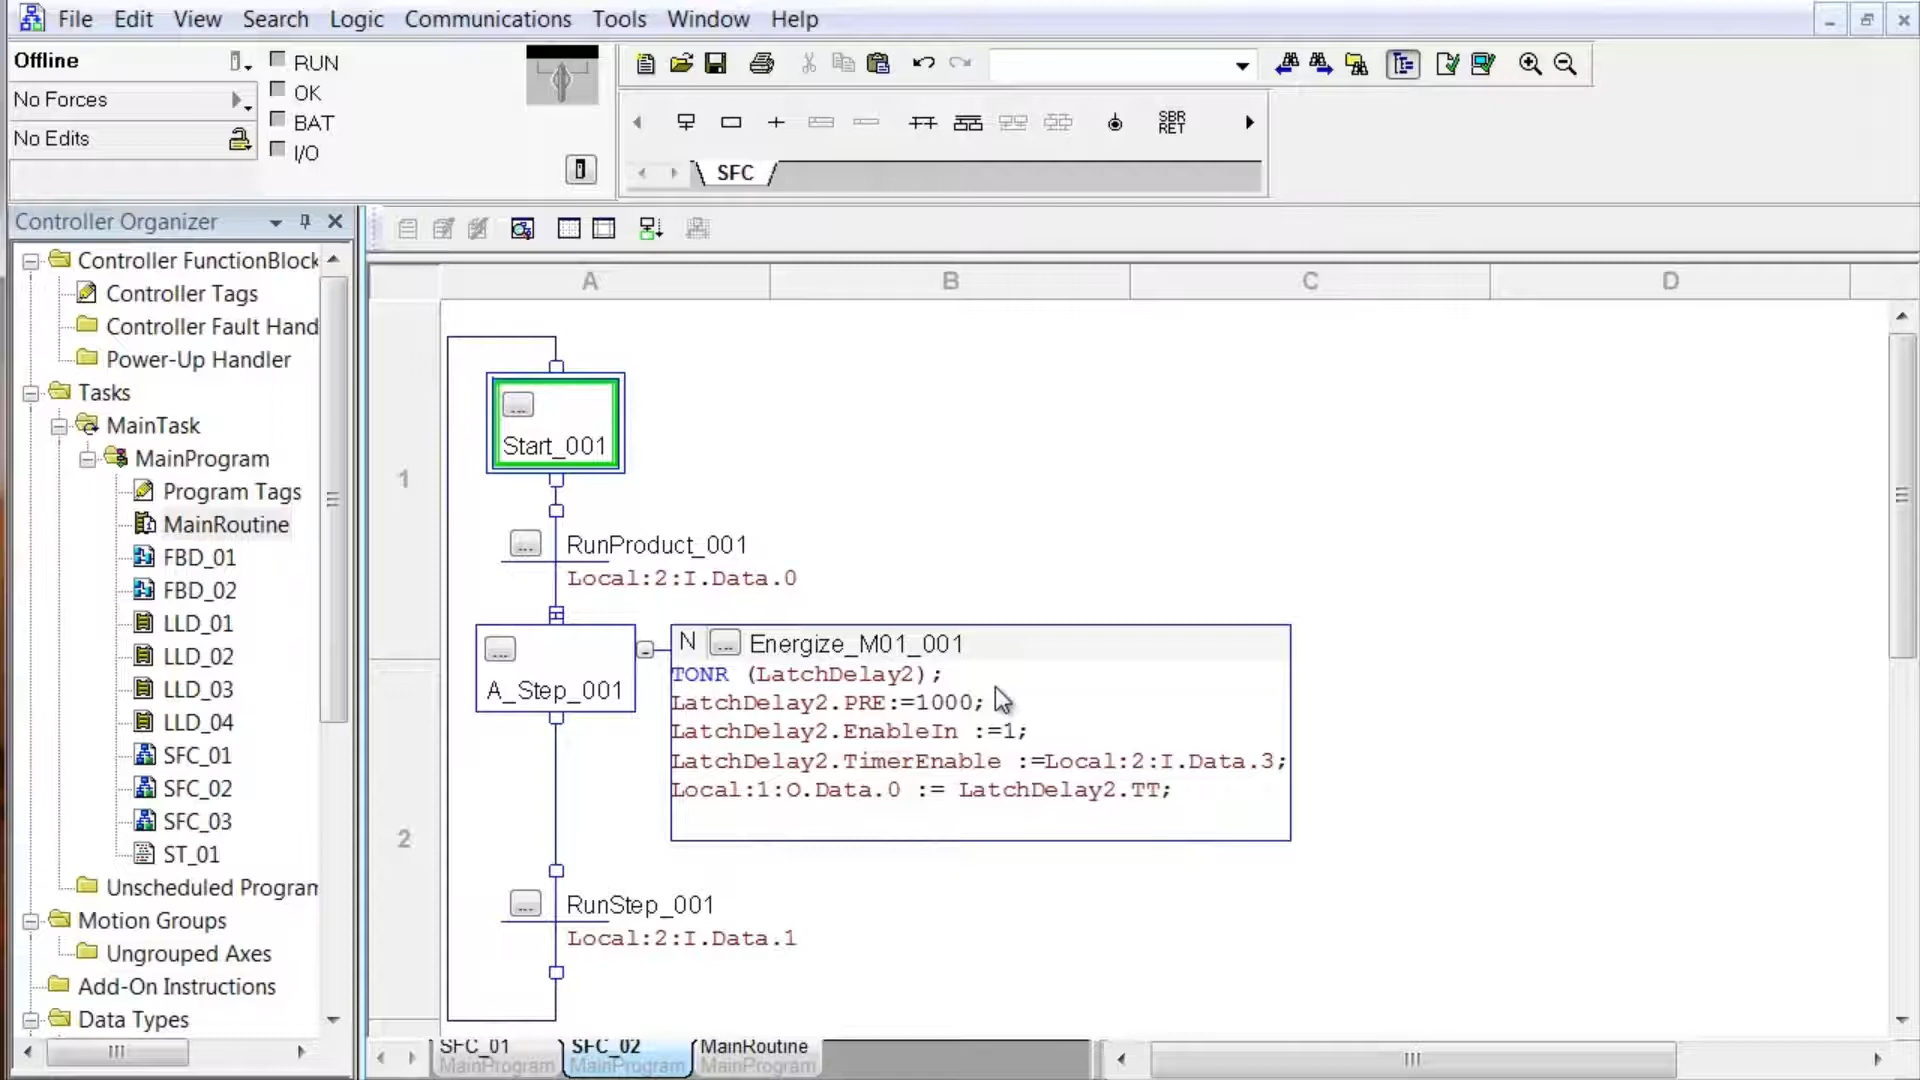 File Edit View Search Logic Communications Tools Window Help
Offline
RUN
No Forces
OK
BAT
No Edits
I/O
SBR
RET
SFC
Controller Organizer
Controller FunctionBlock
Controller Tags
Controller Fault Hand
Power-Up Handler
Tasks
MainTask
MainProgram
Program Tags
MainRoutine
FBD_01
FBD_02
LLD_01
LLD_02
LLD_03
LLD_04
SFC_01
SFC_02
SFC_03
ST_01
Unscheduled Program
Motion Groups
Ungrouped Axes
Add-On Instructions
Data Types
A B C D
1
2
...
Start_001
...
RunProduct_001
Local:2:I.Data.0
...
A_Step_001
N ... Energize_M01_001
TONR (LatchDelay2);
LatchDelay2.PRE:=1000;
LatchDelay2.EnableIn :=1;
LatchDelay2.TimerEnable :=Local:2:I.Data.3;
Local:1:O.Data.0 := LatchDelay2.TT;
...
RunStep_001
Local:2:I.Data.1
SFC_01 SFC_02 MainRoutine
MainProgram MainProgram MainProgram